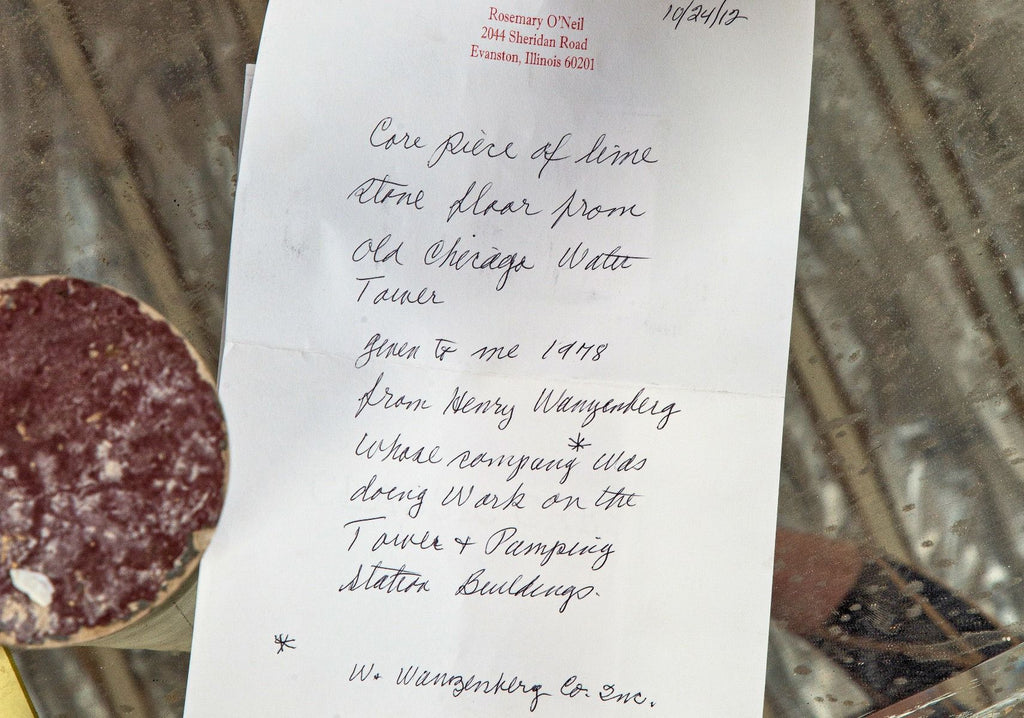 10/24/12
Rosemary O'Neil
2044 Sheridan Road
Evanston, Illinois 60201
Core piece of lime
stone floor from
old Chicago Water
Tower
given to me 1978
from Henry Wanzenberg
whose company* was
doing work on the
Tower + Pumping
Station Buildings.
*
W. Wanzenberg Co. Inc.